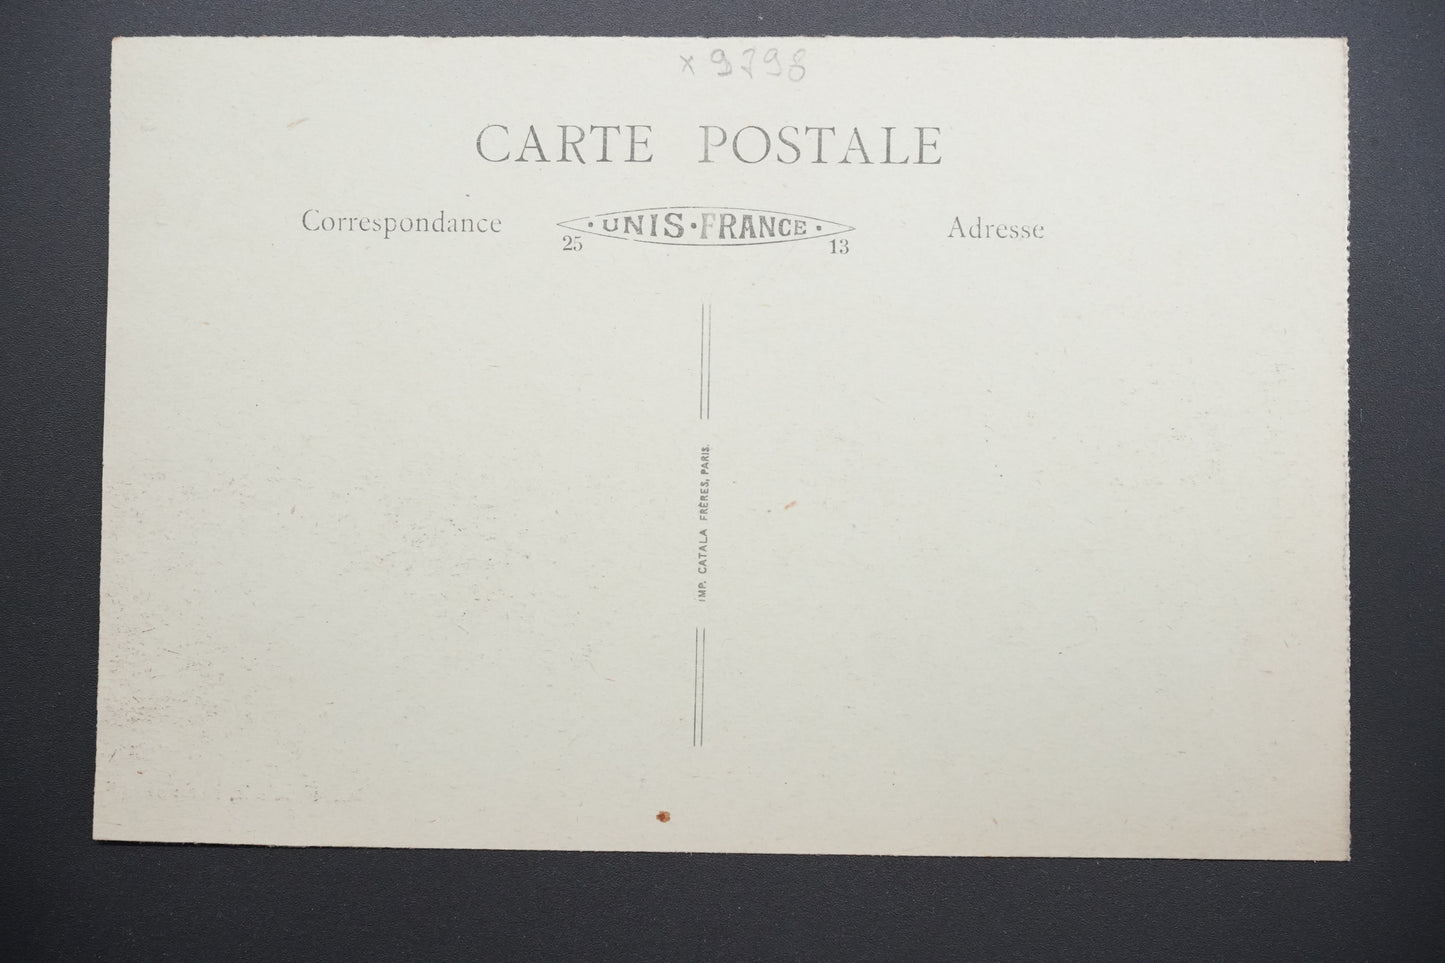 x 9798
CARTE POSTALE
Correspondance
· UNIS · FRANCE ·
25
13
Adresse
IMP. CATALA FRÈRES, PARIS.